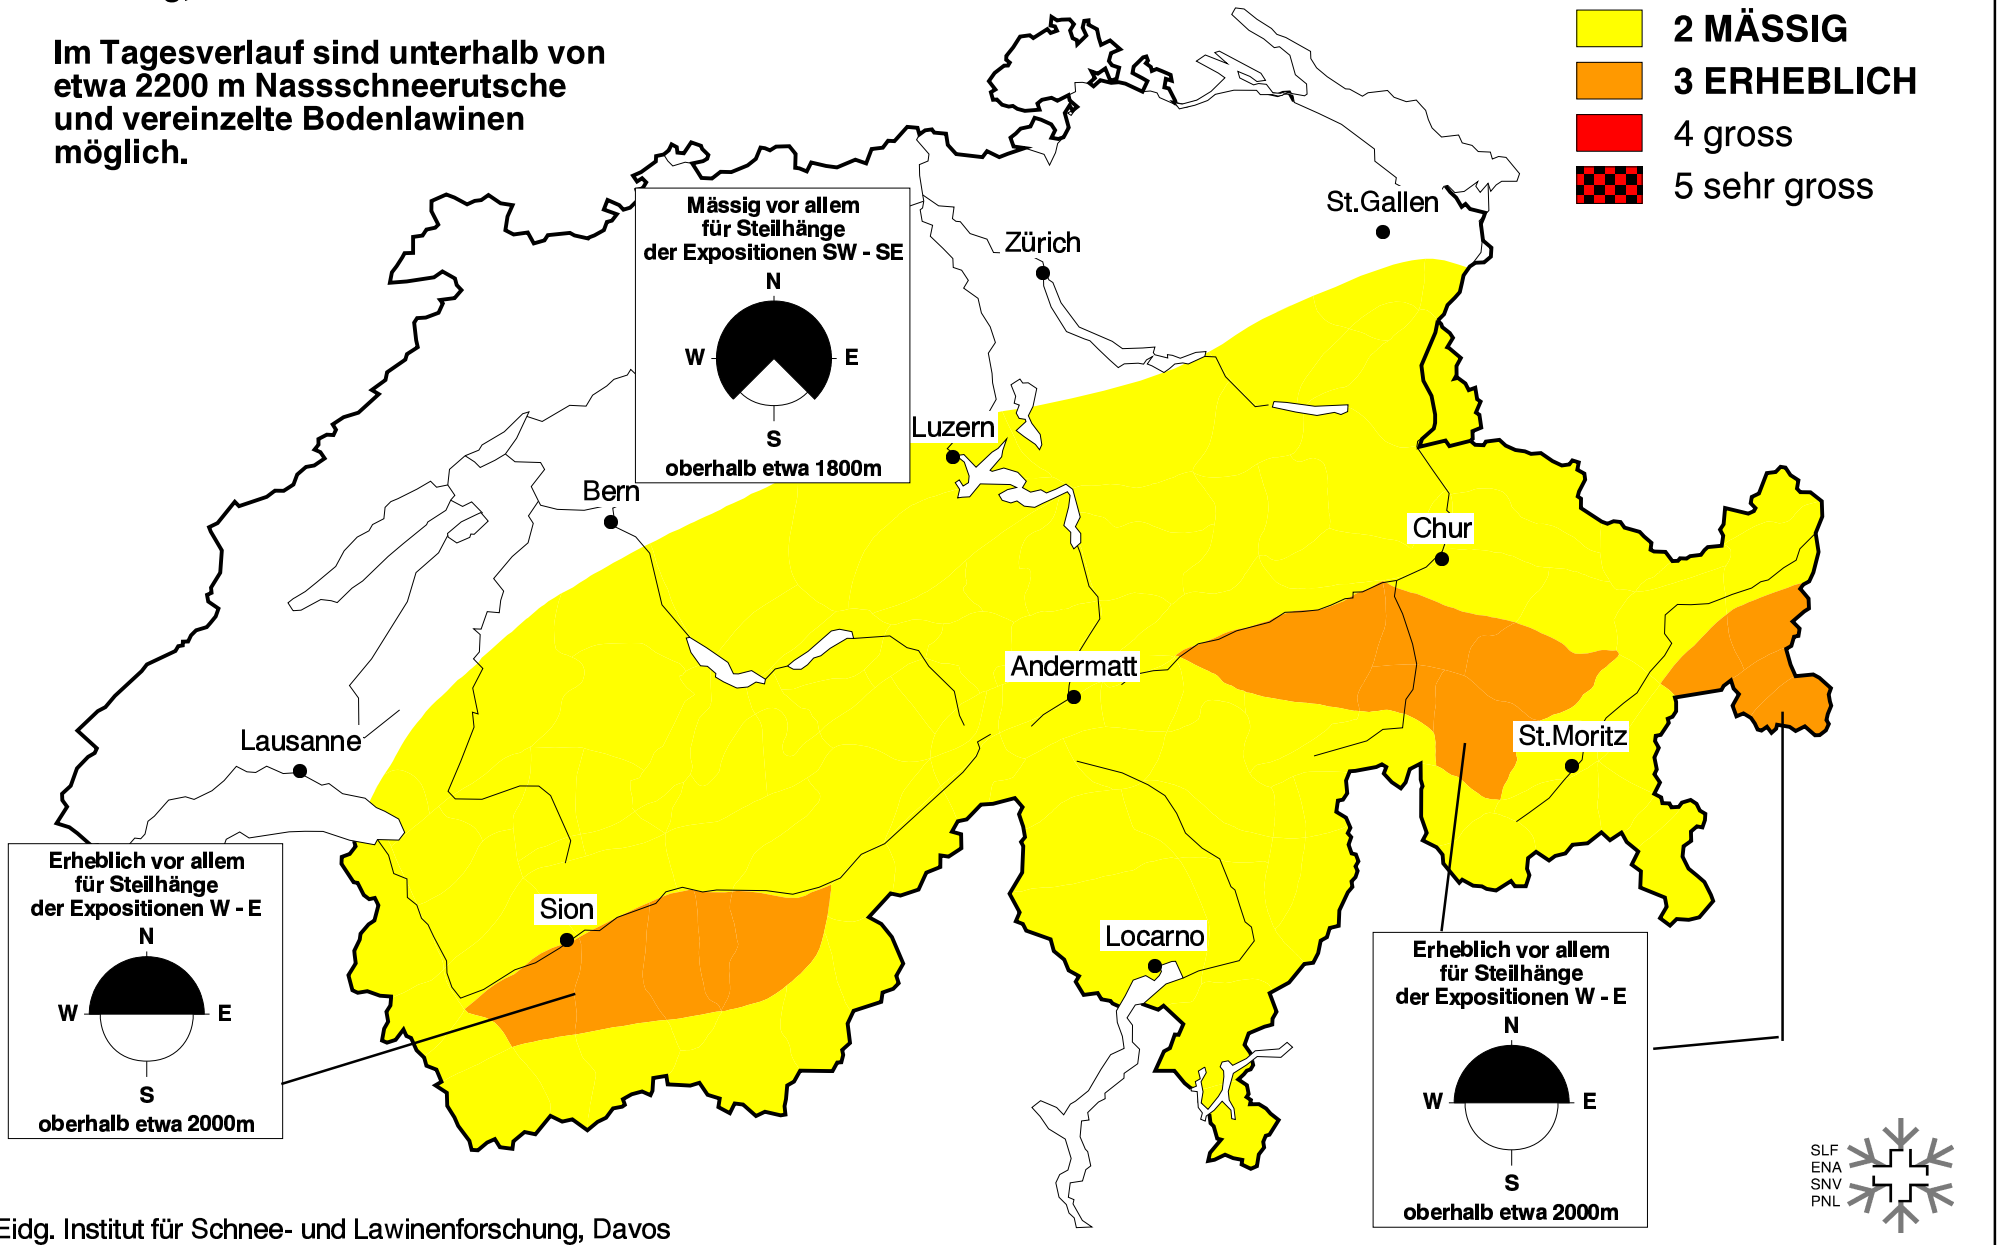 Im Tagesverlauf sind unterhalb von
etwa 2200 m Nassschneerutsche
und vereinzelte Bodenlawinen
möglich.
2 MÄSSIG
3 ERHEBLICH
4 gross
5 sehr gross
Mässig vor allem
für Steilhänge
der Expositionen SW - SE
N
W E
S
oberhalb etwa 1800m
St.Gallen
Zürich
Luzern
Bern
Chur
Andermatt
Lausanne
St.Moritz
Sion
Locarno
Erheblich vor allem
für Steilhänge
der Expositionen W - E
N
W E
S
oberhalb etwa 2000m
Erheblich vor allem
für Steilhänge
der Expositionen W - E
N
W E
S
oberhalb etwa 2000m
SLF
ENA
SNV
PNL
Eidg. Institut für Schnee- und Lawinenforschung, Davos